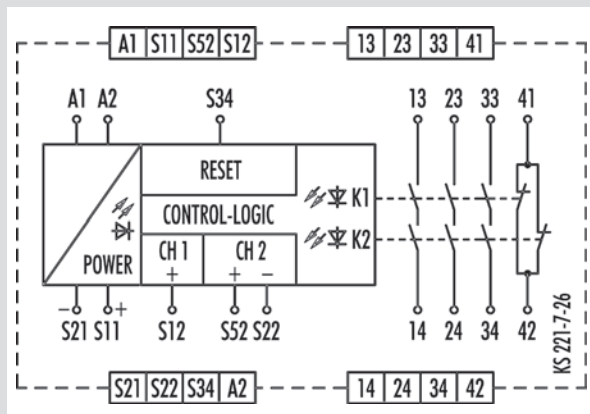 A1 S11 S52 S12 13 23 33 41
A1 A2 S34 13 23 33 41
RESET
CONTROL-LOGIC K1
K2
POWER CH 1 CH 2
+ + −
− + 
S21 S11 S12 S52 S22 14 24 34 42
KS 221-7-26
S21 S22 S34 A2 14 24 34 42